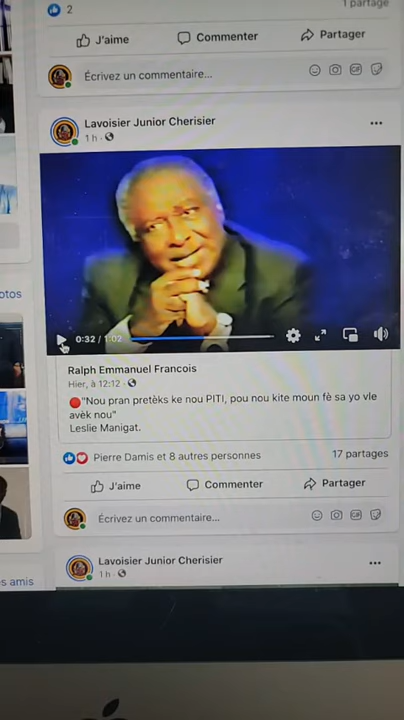 2
1 partage
J'aime
Commenter
Partager
Écrivez un commentaire...
Lavoisier Junior Cherisier
1 h
0:32 / 1:02
otos
Ralph Emmanuel Francois
Hier, à 12:12
"Nou pran pretèks ke nou PITI, pou nou kite moun fè sa yo vle
avèk nou"
Leslie Manigat.
Pierre Damis et 8 autres personnes
17 partages
J'aime
Commenter
Partager
Écrivez un commentaire...
Lavoisier Junior Cherisier
1 h
s amis